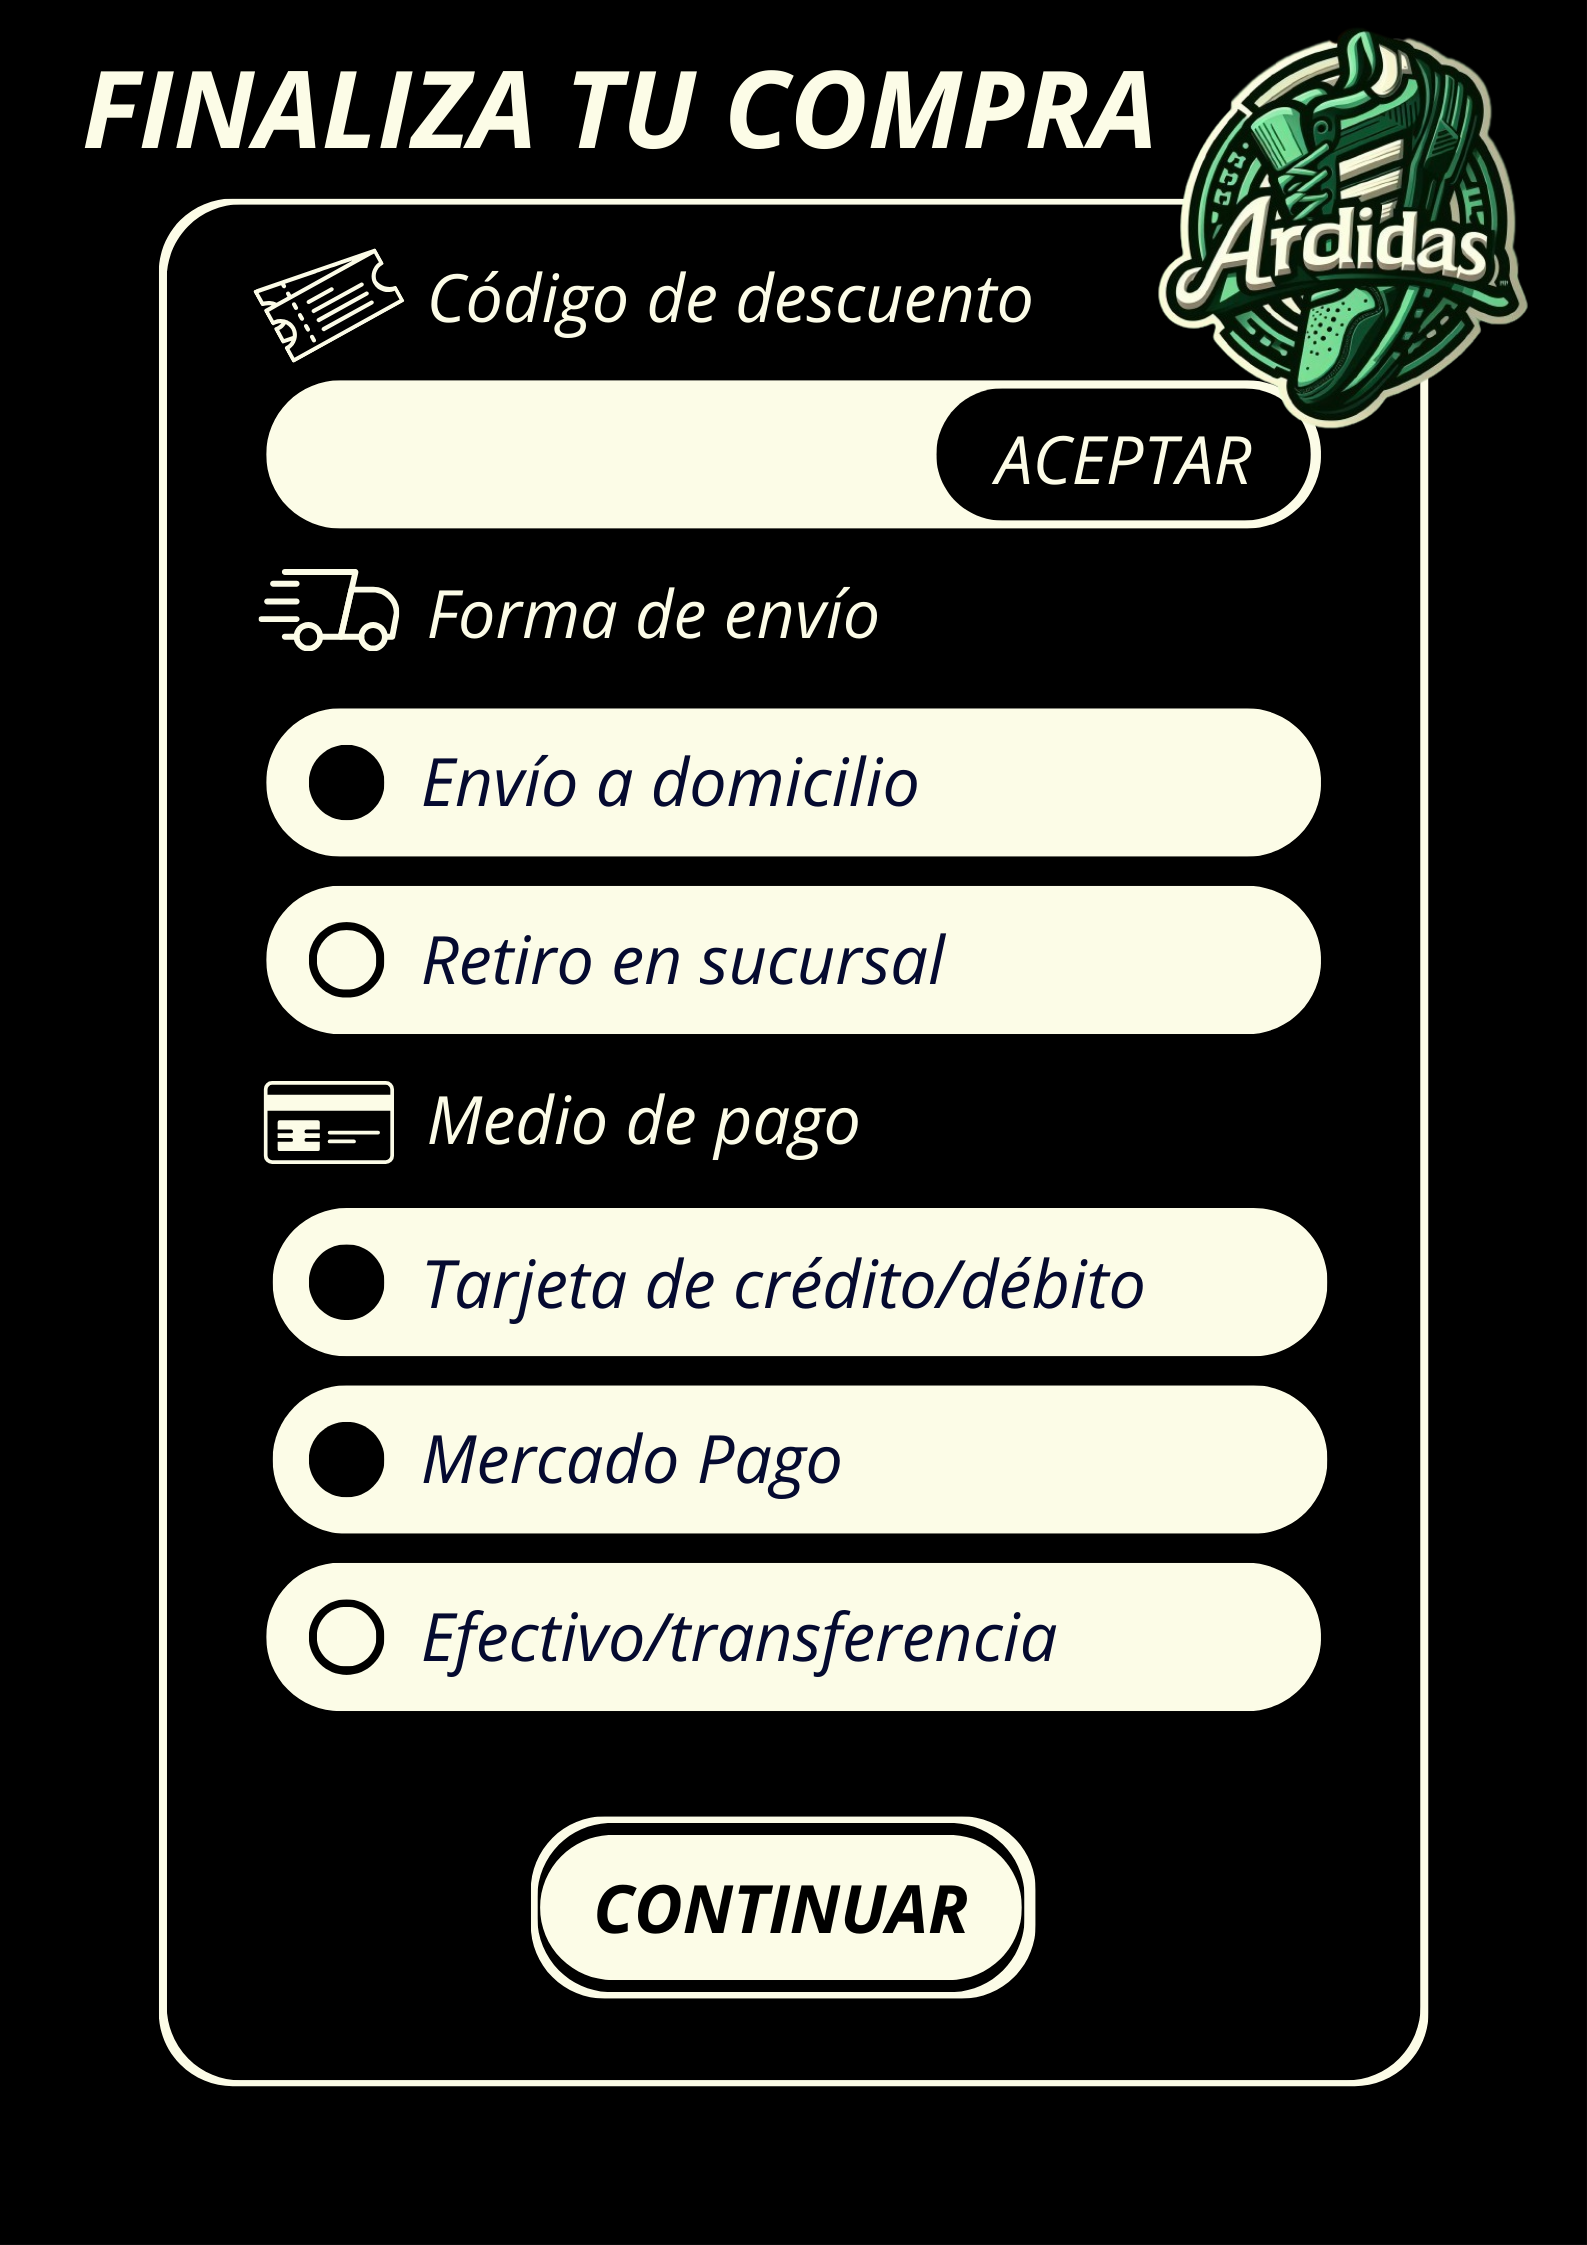 FINALIZA TU COMPRA
Ardidas
Código de descuento
ACEPTAR
Forma de envío
Envío a domicilio
Retiro en sucursal
Medio de pago
Tarjeta de crédito/débito
Mercado Pago
Efectivo/transferencia
CONTINUAR